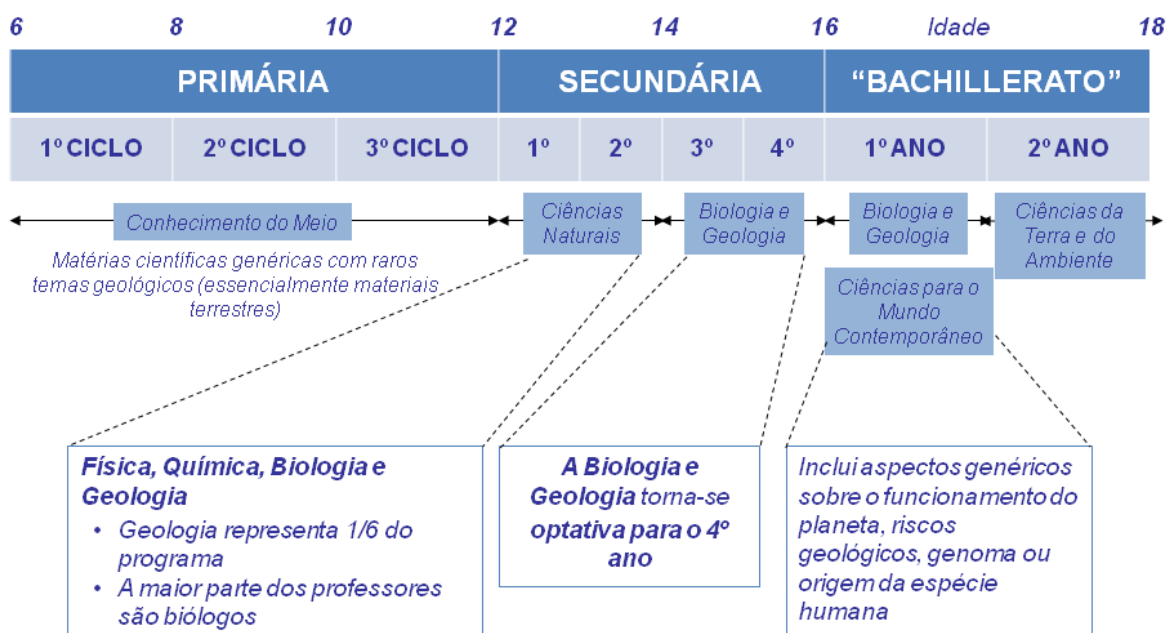 6 8 10 12 14 16 Idade 18
PRIMÁRIA SECUNDÁRIA “BACHILLERATO”
1º CICLO 2º CICLO 3º CICLO 1º 2º 3º 4º 1º ANO 2º ANO
Conhecimento do Meio
Matérias científicas genéricas com raros
temas geológicos (essencialmente materiais
terrestres)
Ciências
Naturais
Biologia e
Geologia
Biologia e
Geologia
Ciências da
Terra e do
Ambiente
Ciências para o
Mundo
Contemporâneo
Física, Química, Biologia e
Geologia
• Geologia representa 1/6 do
programa
• A maior parte dos professores
são biólogos
A Biologia e
Geologia torna-se
optativa para o 4º
ano
Inclui aspectos genéricos
sobre o funcionamento do
planeta, riscos
geológicos, genoma ou
origem da espécie
humana